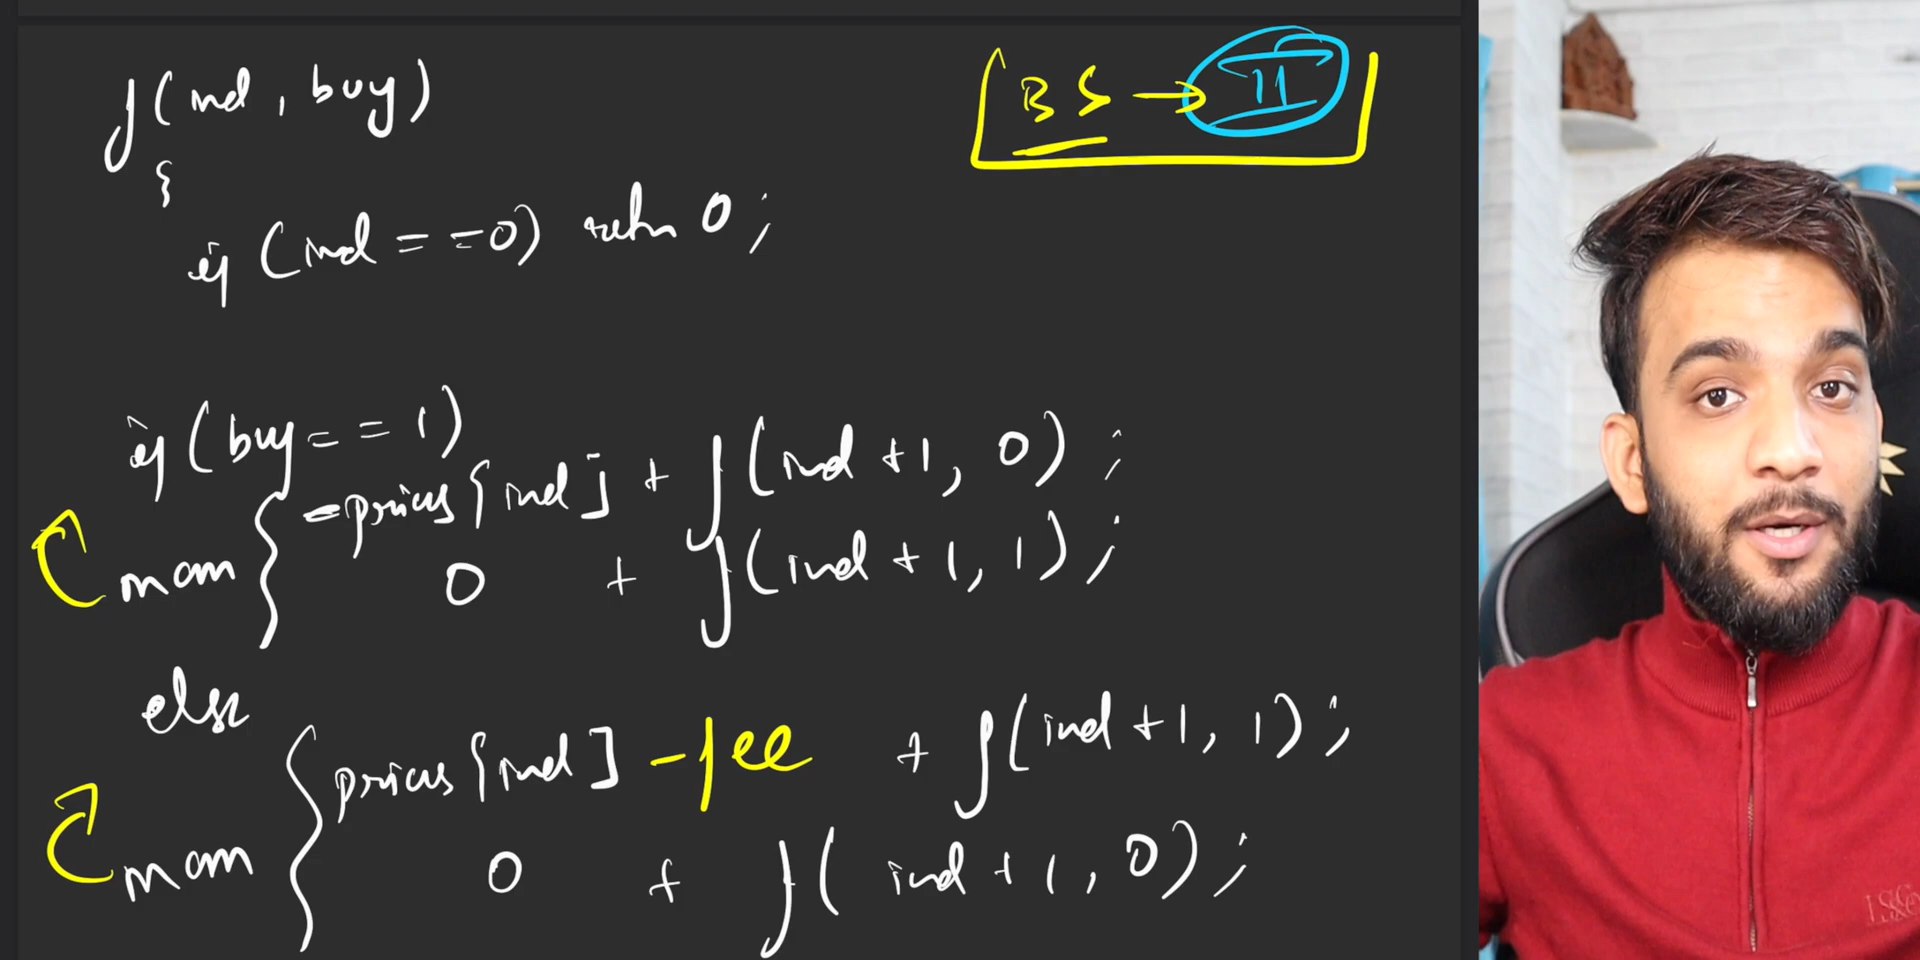 f(ind, buy)
BS → II
{
if (ind == 0) return 0;
if (buy == 1)
-prices[ind] + f(ind+1, 0);
max {
0 + f(ind+1, 1);
else
prices[ind] - fee + f(ind+1, 1);
max {
0 + f(ind+1, 0);